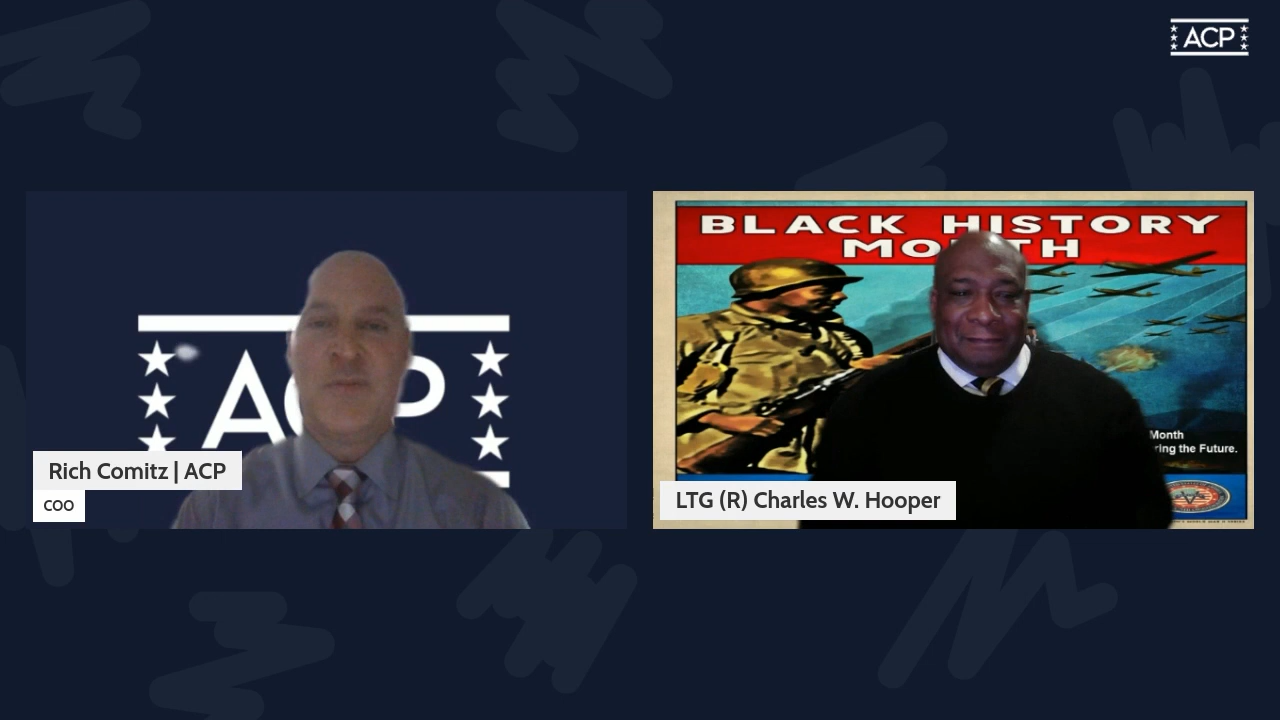 ACP
BLACK HISTORY
MONTH
ACP
Month
ring the Future.
Rich Comitz | ACP
COO
LTG (R) Charles W. Hooper